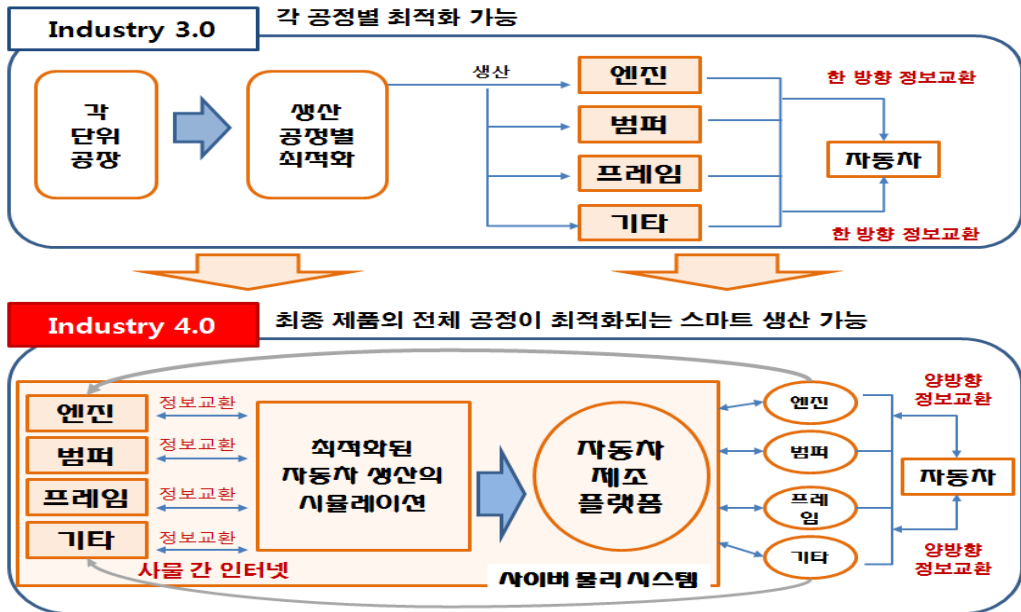 Industry 3.0
각 공정별 최적화 가능
각
단위
공장
생산
공정별
최적화
생산
엔진
범퍼
프레임
기타
한 방향 정보교환
자동차
한 방향 정보교환
Industry 4.0
최종 제품의 전체 공정이 최적화되는 스마트 생산 가능
엔진
범퍼
프레임
기타
정보교환
정보교환
정보교환
정보교환
사물 간 인터넷
최적화된
자동차 생산의
시뮬레이션
자동차
제조
플랫폼
사이버 물리 시스템
엔진
범퍼
프레
임
기타
양방향
정보교환
자동차
양방향
정보교환